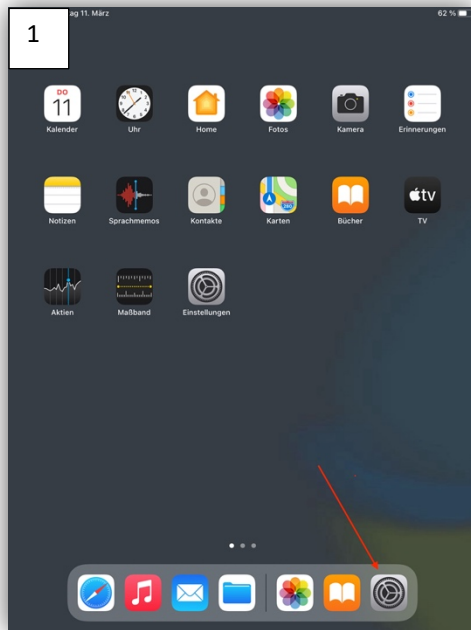 1
ag 11. März
62 %
DO
11
Kalender
Uhr
Home
Fotos
Kamera
Erinnerungen
280
tv
Notizen
Sprachmemos
Kontakte
Karten
Bücher
TV
Aktien
Maßband
Einstellungen